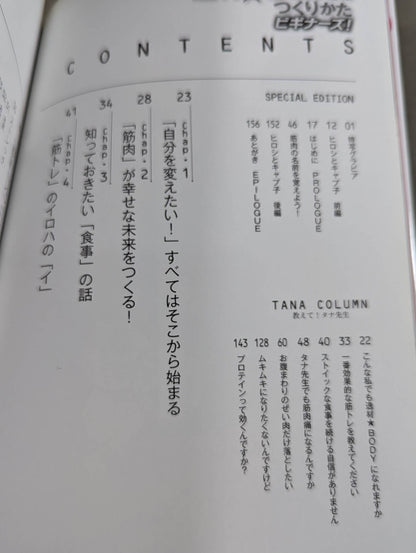 つくりかた
ビギナーズ!
CONTENTS
23
chap.1
「自分を変えたい!」すべてはそこから始まる
28
chap.2
「筋肉」が幸せな未来をつくる!
34
chap.3
知っておきたい「食事」の話
41
chap.4
「筋トレ」のイロハの「イ」
SPECIAL EDITION
01 特定グラビア
12 ヒロシとキャプ子 前編
17 はじめに PROLOGUE
46 筋肉の名前を覚えよう!
152 ヒロシとキャプ子 後編
156 あとがき EPILOGUE
TANA COLUMN
教えて!タナ先生
22 こんな私でも逸材★BODYになれますか
33 一番効果的な筋トレを教えてください
40 ストイックな食事を続ける自信がありません
48 タナ先生でも筋肉痛になるんですか
60 お腹まわりのぜい肉だけ落としたい
128 ムキムキになりたくないんですけど
143 プロテインって効くんですか?